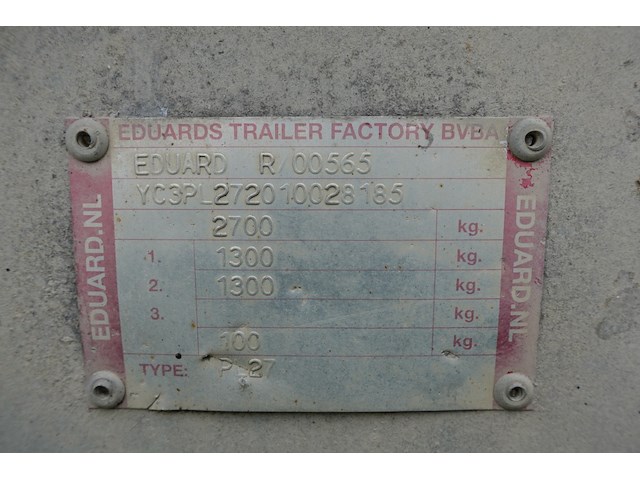 EDUARDS TRAILER FACTORY BVBA
EDUARD R/00565
YC3PL272010028185
2700 kg.
1. 1300 kg.
2. 1300 kg.
3. kg.
100 kg.
TYPE: PL27
EDUARD.NL
EDUARD.NL